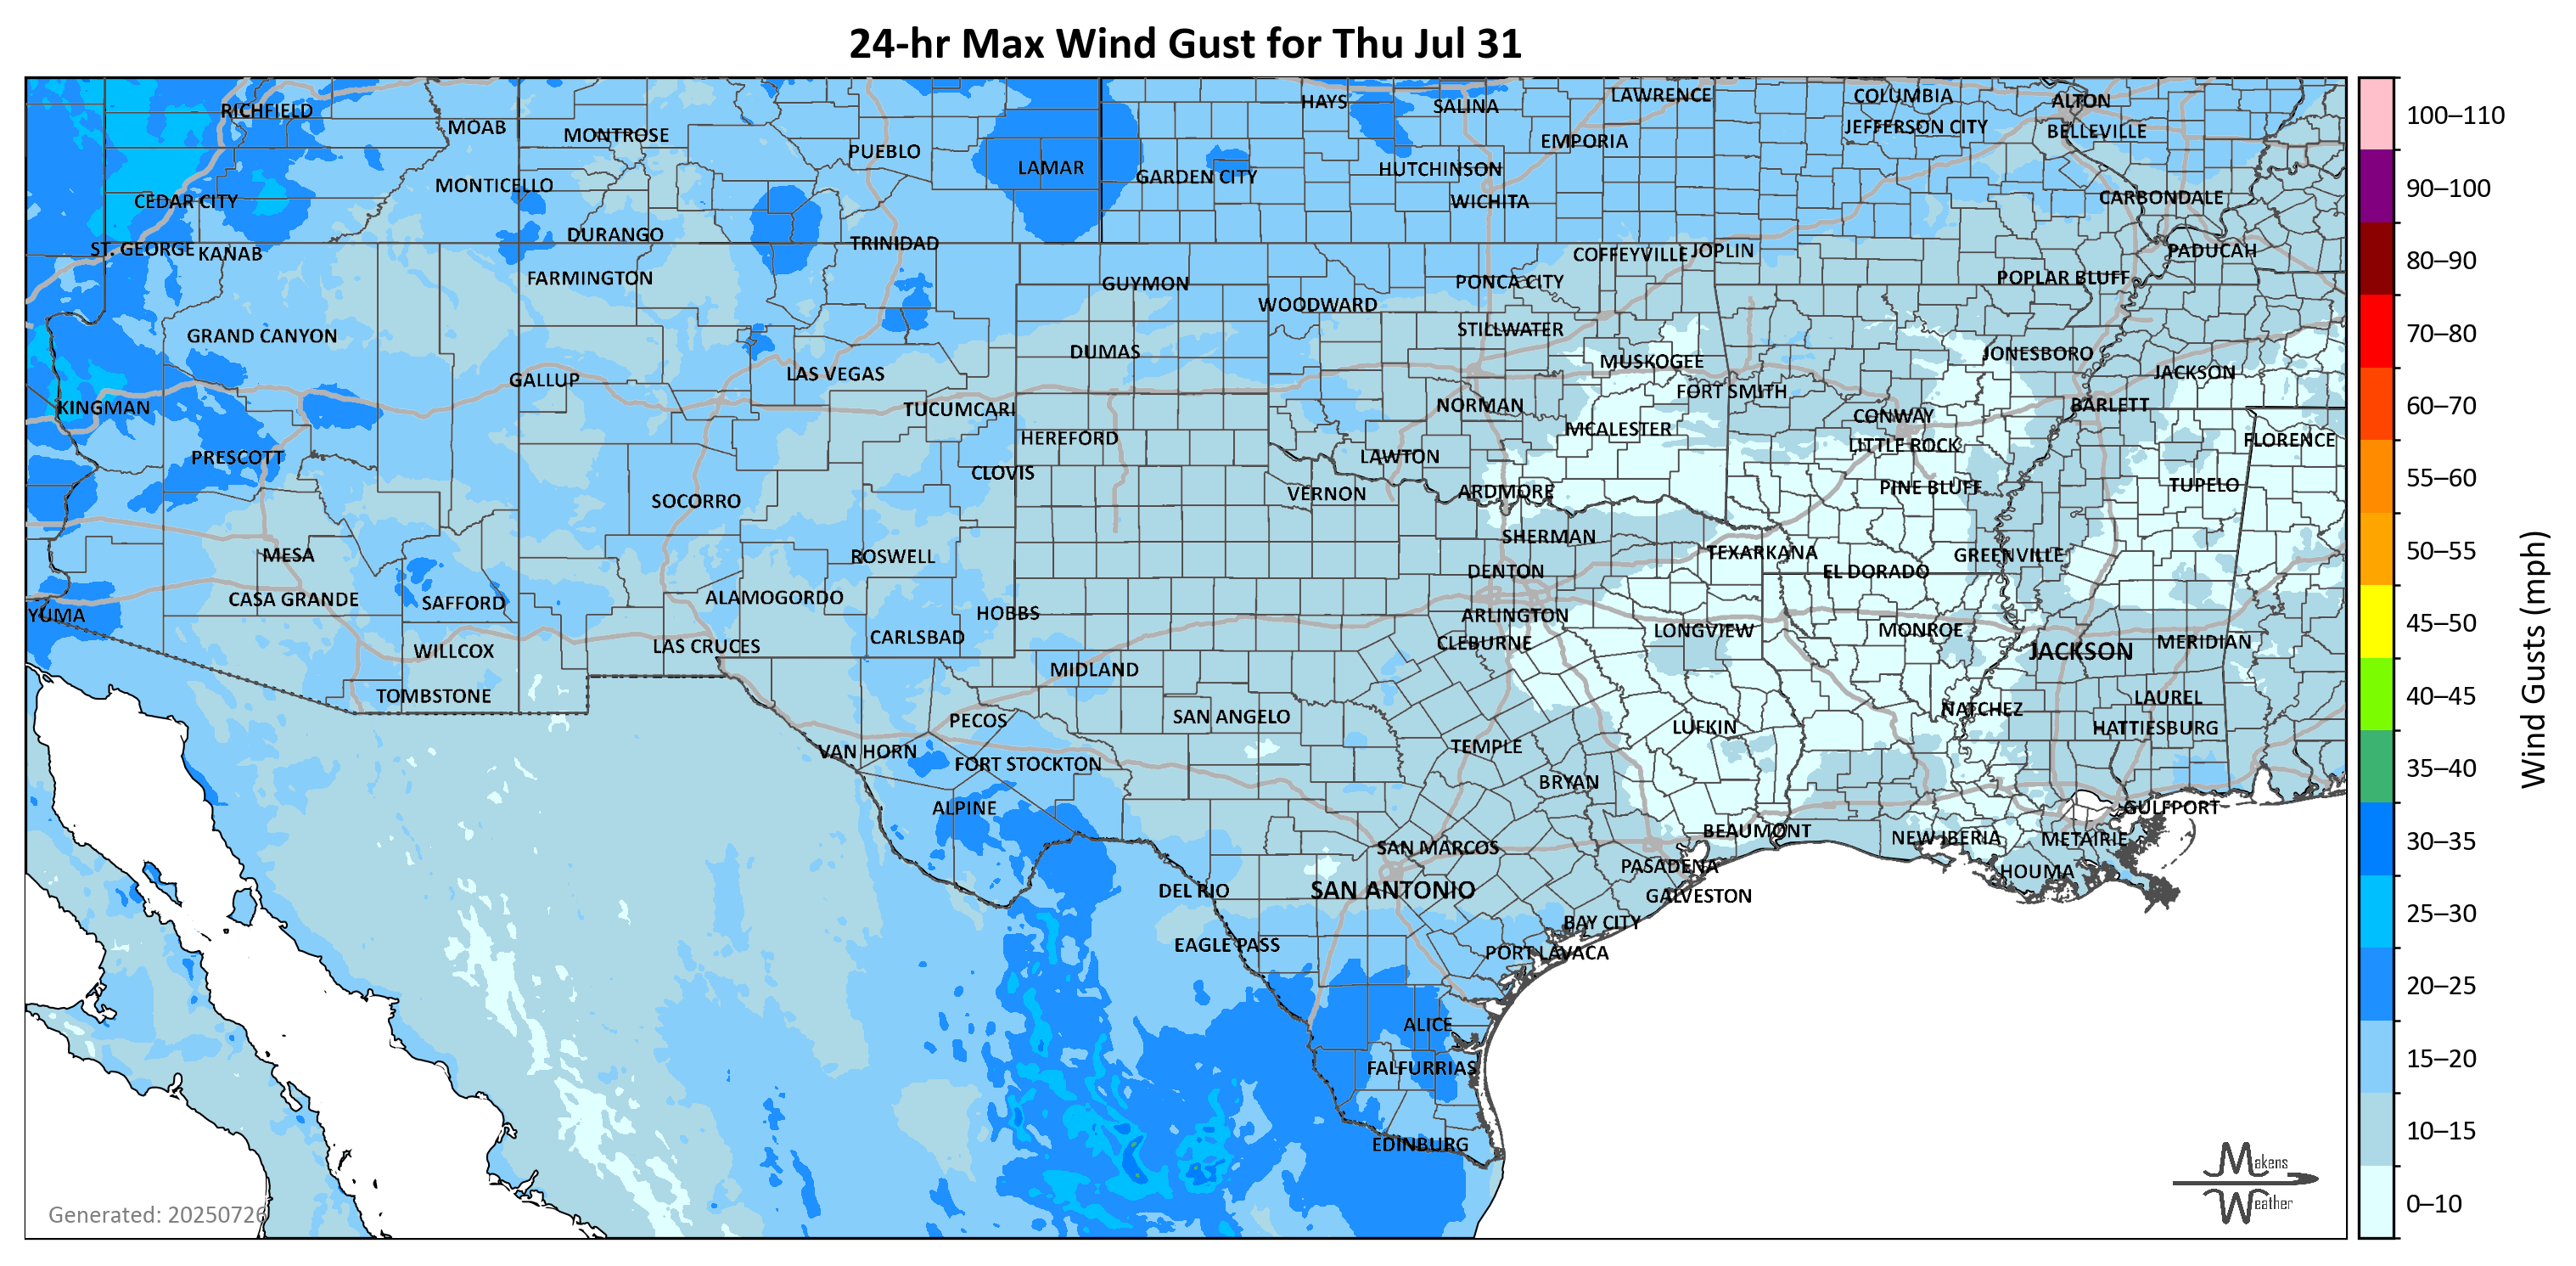 24-hr Max Wind Gust for Thu Jul 31
RICHFIELD
MOAB
MONTROSE
PUEBLO
LAMAR
HAYS
SALINA
LAWRENCE
COLUMBIA
ALTON
JEFFERSON CITY
BELLEVILLE
EMPORIA
GARDEN CITY
HUTCHINSON
WICHITA
CARBONDALE
CEDAR CITY
MONTICELLO
DURANGO
TRINIDAD
ST. GEORGE
KANAB
FARMINGTON
GUYMON
COFFEYVILLE
JOPLIN
PADUCAH
WOODWARD
PONCA CITY
POPLAR BLUFF
GRAND CANYON
STILLWATER
DUMAS
MUSKOGEE
JONESBORO
GALLUP
LAS VEGAS
FORT SMITH
JACKSON
KINGMAN
TUCUMCARI
NORMAN
CONWAY
BARLETT
HEREFORD
MCALESTER
LITTLE ROCK
FLORENCE
PRESCOTT
CLOVIS
LAWTON
SOCORRO
VERNON
ARDMORE
PINE BLUFF
TUPELO
MESA
ROSWELL
SHERMAN
TEXARKANA
GREENVILLE
DENTON
EL DORADO
CASA GRANDE
SAFFORD
ALAMOGORDO
HOBBS
ARLINGTON
YUMA
CARLSBAD
CLEBURNE
LONGVIEW
MONROE
MERIDIAN
WILLCOX
LAS CRUCES
MIDLAND
JACKSON
TOMBSTONE
PECOS
SAN ANGELO
NATCHEZ
LAUREL
LUFKIN
HATTIESBURG
VAN HORN
FORT STOCKTON
TEMPLE
BRYAN
ALPINE
GULFPORT
BEAUMONT
NEW IBERIA
METAIRIE
SAN MARCOS
PASADENA
HOUMA
DEL RIO
SAN ANTONIO
GALVESTON
BAY CITY
EAGLE PASS
PORT LAVACA
ALICE
FALFURRIAS
EDINBURG
Generated: 20250726
Makens
Weather
100–110
90–100
80–90
70–80
60–70
55–60
50–55
45–50
40–45
35–40
30–35
25–30
20–25
15–20
10–15
0–10
Wind Gusts (mph)